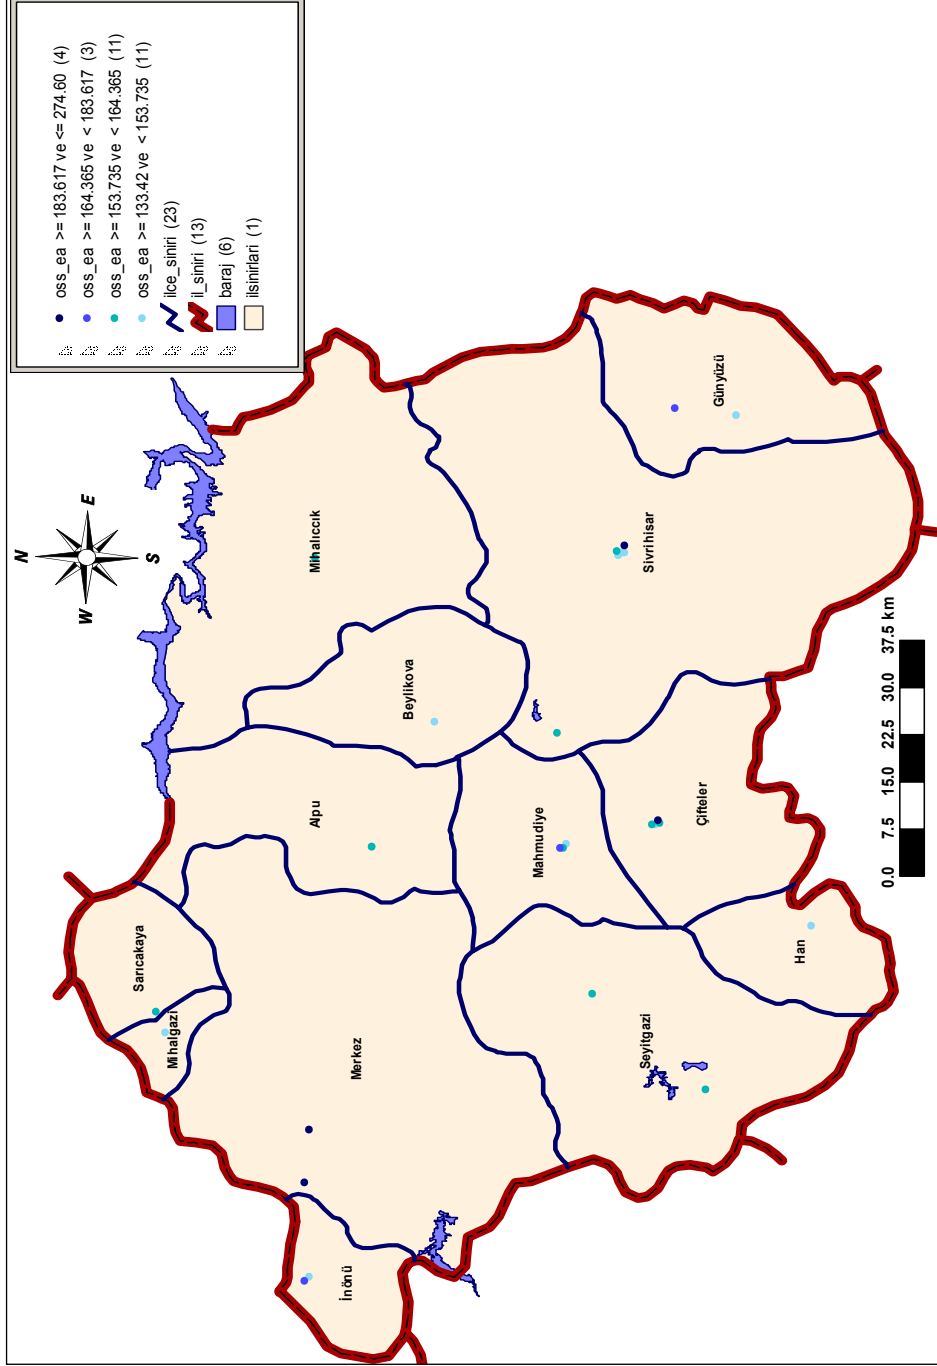 oss_ea >= 183.617 ve <= 274.60 (4)
oss_ea >= 164.365 ve < 183.617 (3)
oss_ea >= 153.735 ve < 164.365 (11)
oss_ea >= 133.42 ve < 153.735 (11)
ilce_siniri (23)
il_siniri (13)
baraj (6)
ilsinirlari (1)
N
E
S
W
Mihalıccık
Günyüzü
Sivrihisar
Beylikova
Alpu
Mahmudiye
Çifteler
Sarıcakaya
Mihalgazi
Merkez
Seyitgazi
Han
İnönü
0.0 7.5 15.0 22.5 30.0 37.5 km